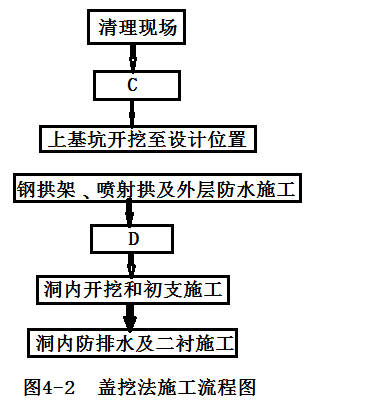 清理现场
C
上基坑开挖至设计位置
钢拱架、喷射拱及外层防水施工
D
洞内开挖和初支施工
洞内防排水及二衬施工
图4-2 盖挖法施工流程图